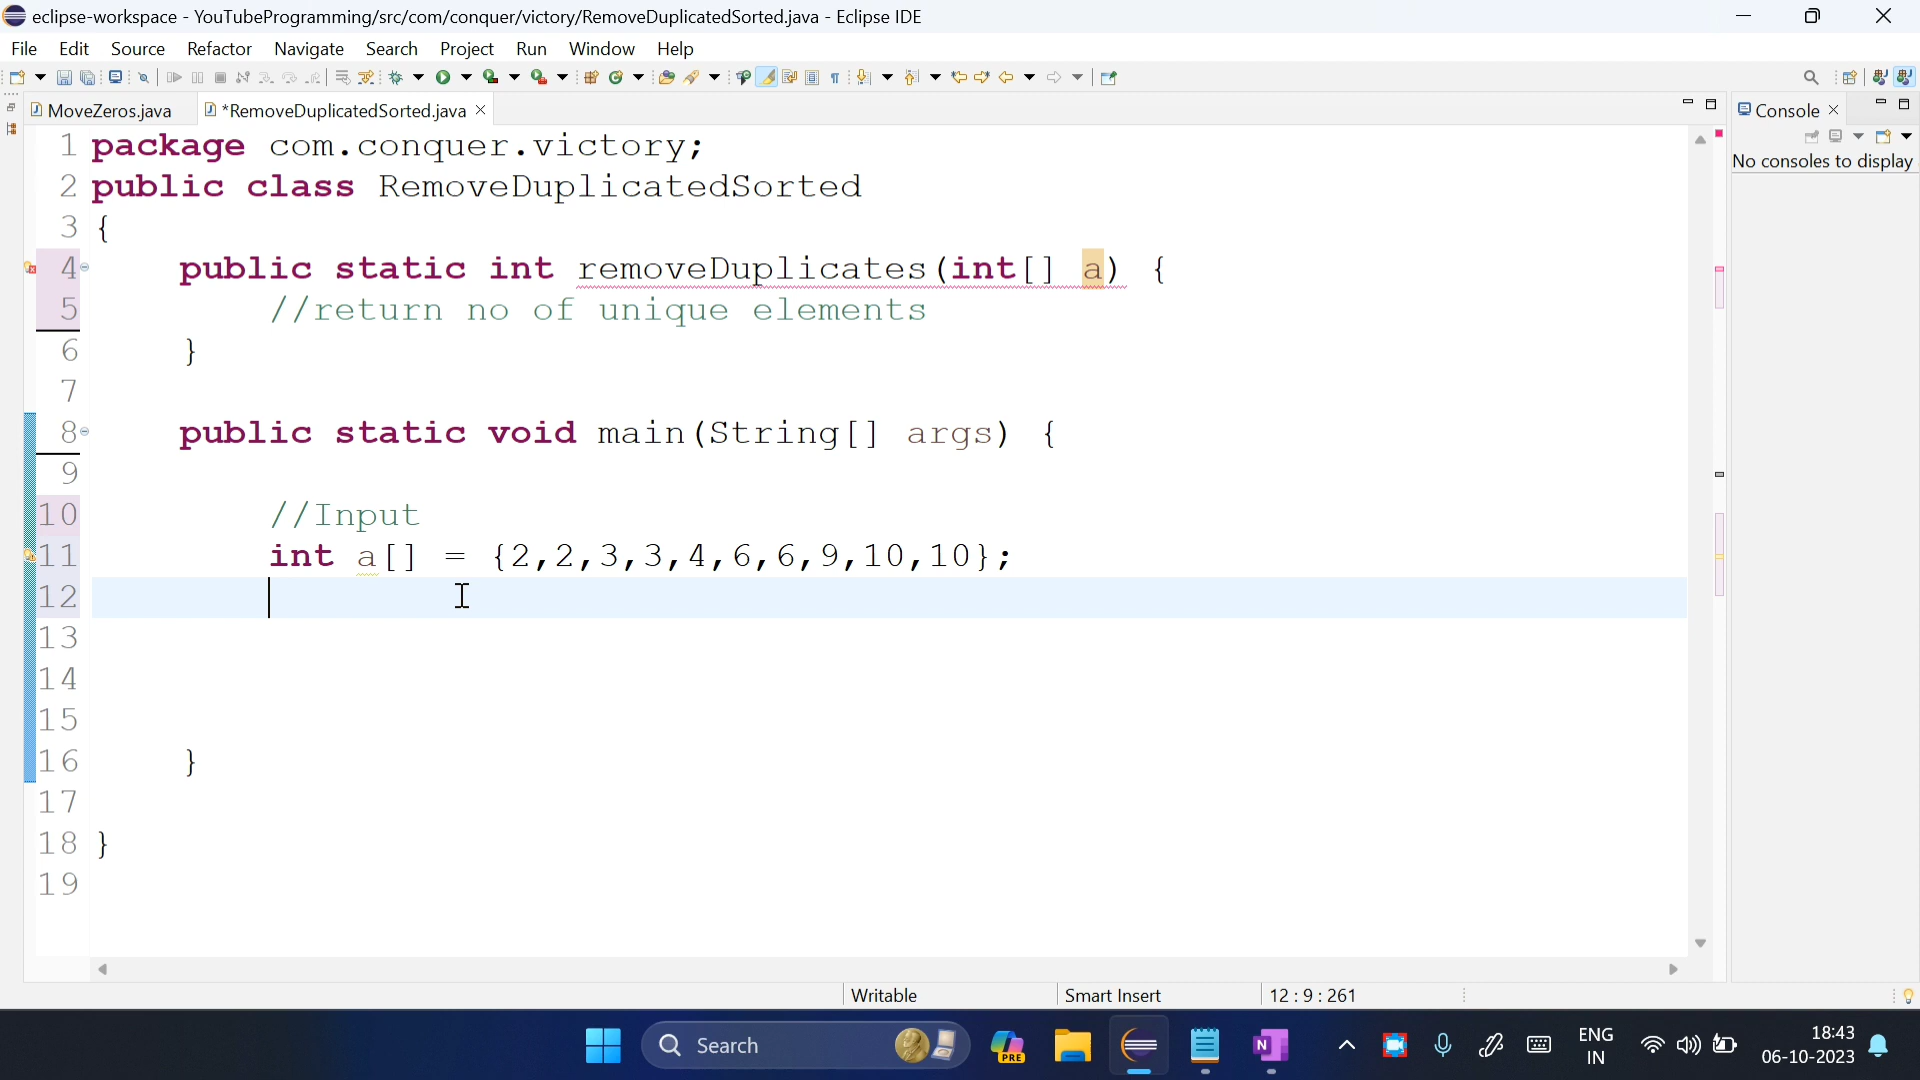 eclipse-workspace - YouTubeProgramming/src/com/conquer/victory/RemoveDuplicatedSorted.java - Eclipse IDE
File Edit Source Refactor Navigate Search Project Run Window Help
MoveZeros.java *RemoveDuplicatedSorted.java
Console
No consoles to display
1 package com.conquer.victory;
2 public class RemoveDuplicatedSorted
3 {
4 public static int removeDuplicates(int[] a) {
5 //return no of unique elements
6 }
7
8 public static void main(String[] args) {
9
10 //Input
11 int a[] = {2,2,3,3,4,6,6,9,10,10};
12
13
14
15
16 }
17
18 }
19
Writable Smart Insert 12 : 9 : 261
Search PRE N ENG 18:43
IN 06-10-2023